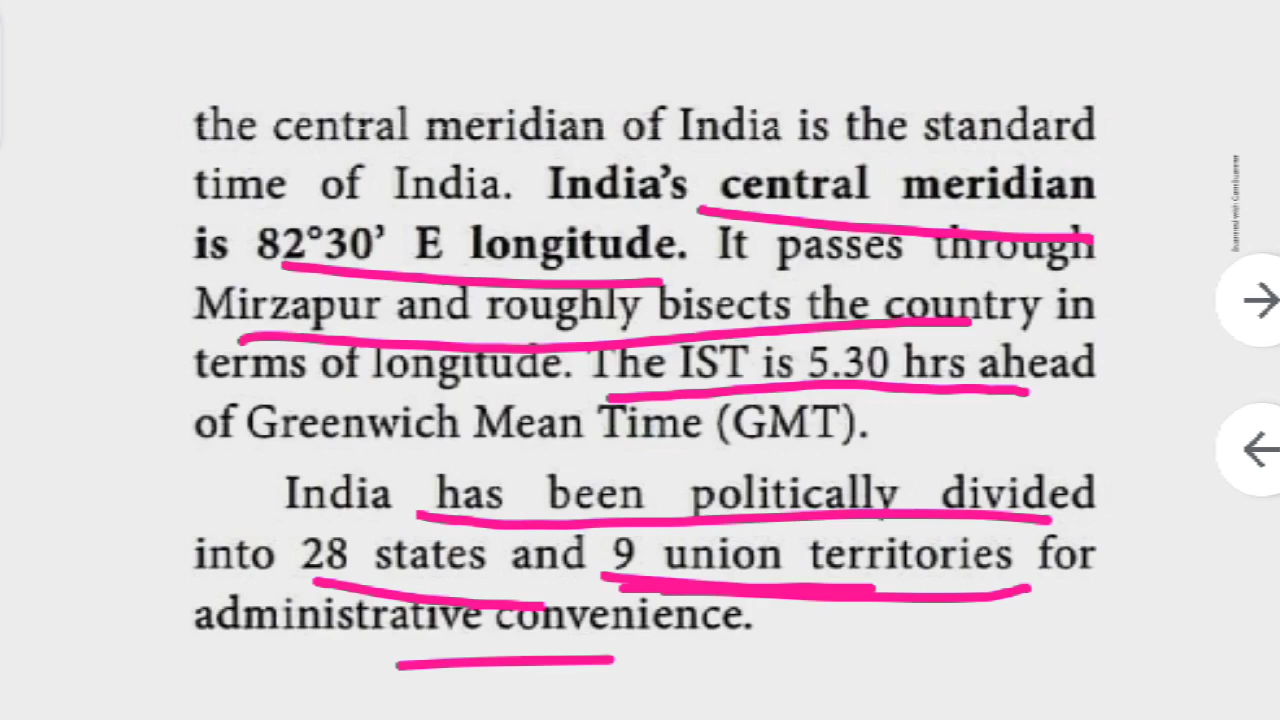 the central meridian of India is the standard
time of India. India's central meridian
is 82°30' E longitude. It passes through
Mirzapur and roughly bisects the country in
terms of longitude. The IST is 5.30 hrs ahead
of Greenwich Mean Time (GMT).
India has been politically divided
into 28 states and 9 union territories for
administrative convenience.
Scanned with CamScanner